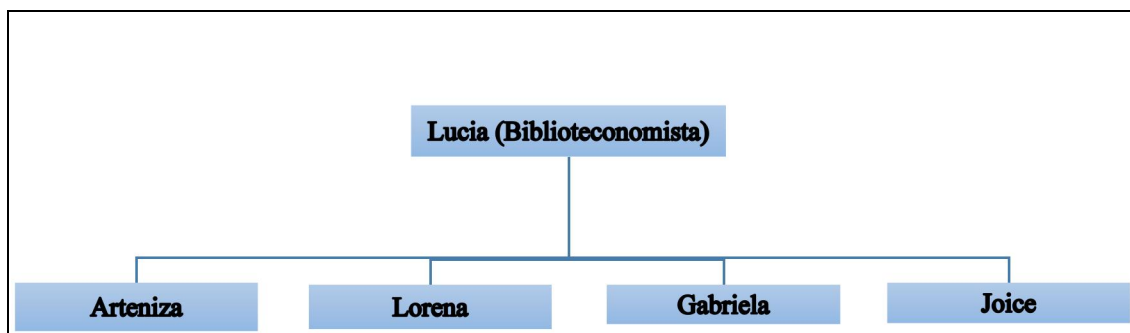 Lucia (Biblioteconomista)
Arteniza
Lorena
Gabriela
Joice